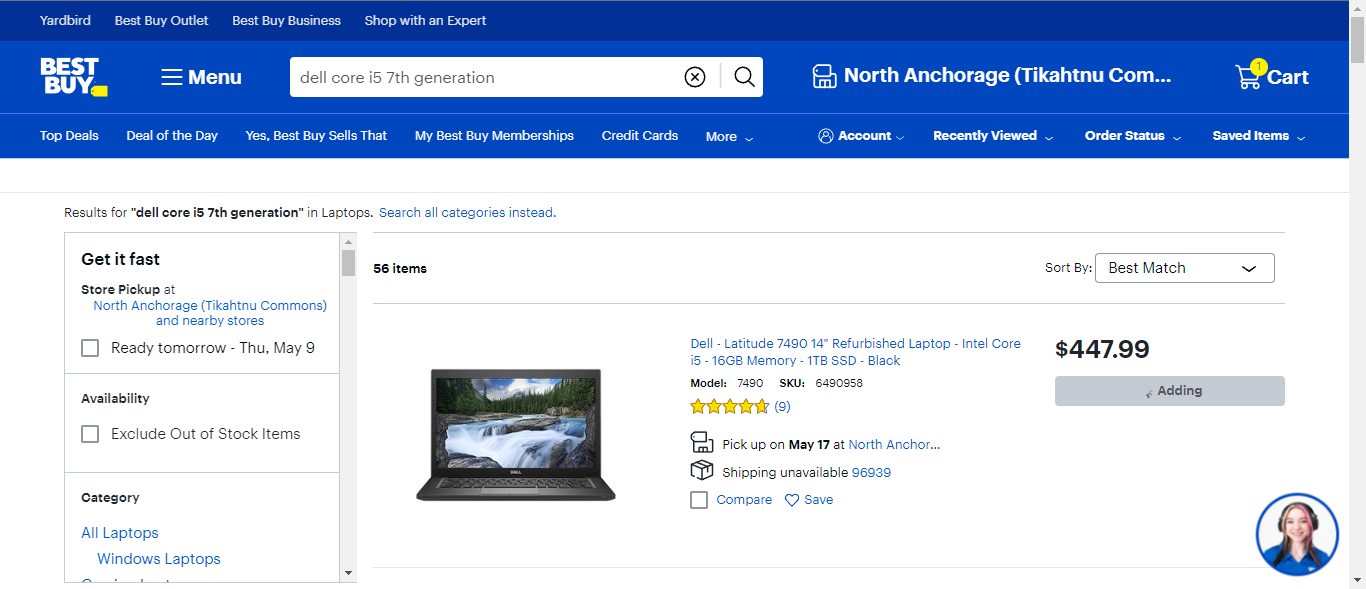 Yardbird Best Buy Outlet Best Buy Business Shop with an Expert
BEST BUY
Menu
dell core i5 7th generation
North Anchorage (Tikahtnu Com...
1
Cart
Top Deals Deal of the Day Yes, Best Buy Sells That My Best Buy Memberships Credit Cards More Account Recently Viewed Order Status Saved Items
Results for "dell core i5 7th generation" in Laptops. Search all categories instead.
Get it fast
Store Pickup at
North Anchorage (Tikahtnu Commons)
and nearby stores
Ready tomorrow - Thu, May 9
Availability
Exclude Out of Stock Items
Category
All Laptops
Windows Laptops
56 items
Sort By: Best Match
Dell - Latitude 7490 14" Refurbished Laptop - Intel Core
i5 - 16GB Memory - 1TB SSD - Black
Model: 7490 SKU: 6490958
(9)
Pick up on May 17 at North Anchor...
Shipping unavailable 96939
Compare Save
$447.99
Adding
DELL